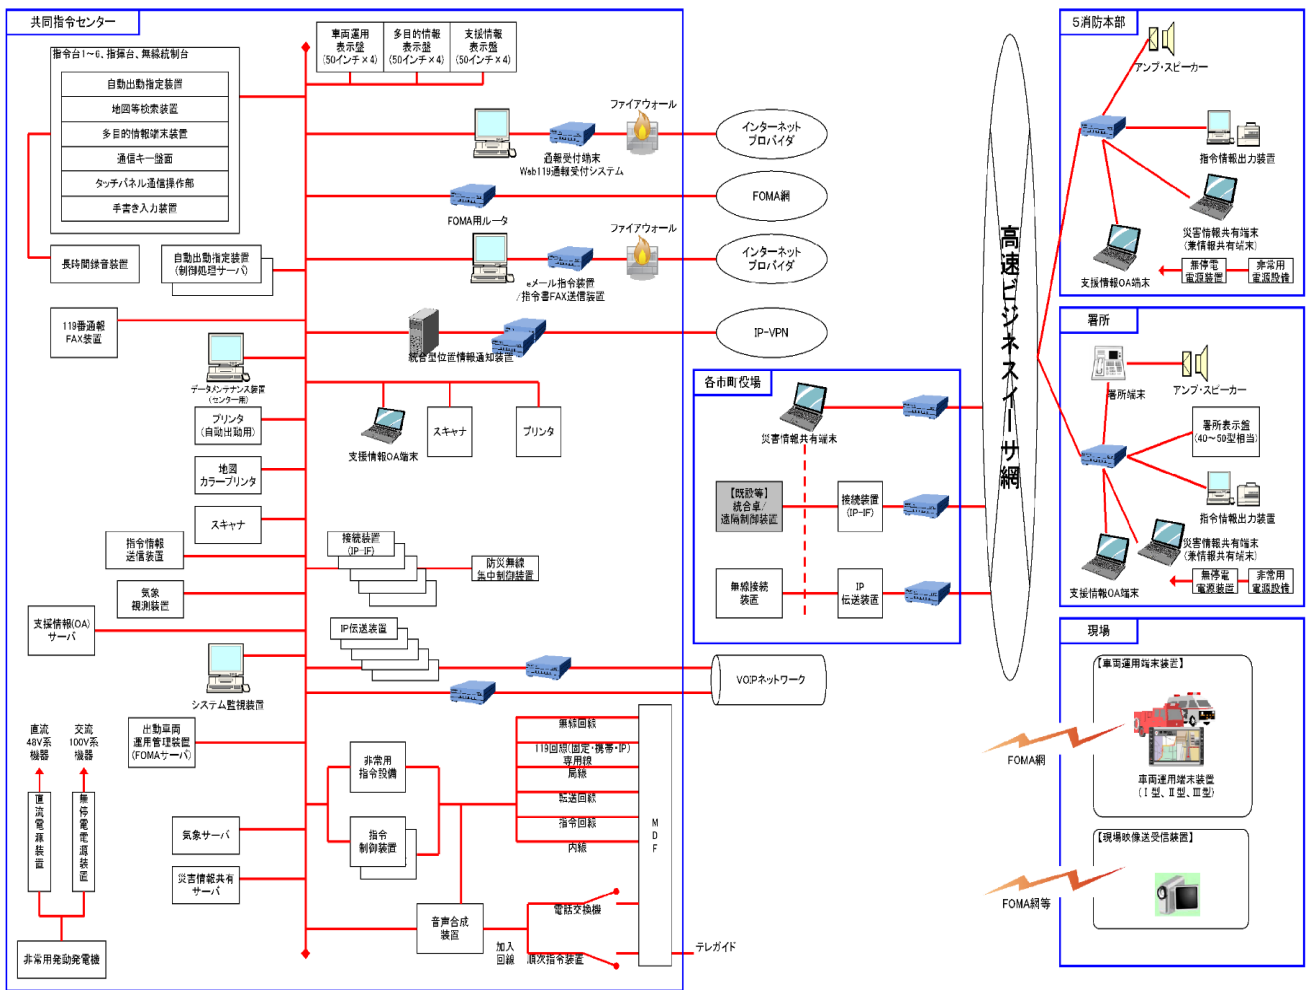 共同指令センター
指令台1～6、指揮台、無線統制台
自動出動指定装置
地図等検索装置
多目的情報端末装置
通信キー盤面
タッチパネル通信操作部
手書き入力装置
長時間録音装置
自動出動指定装置
(制御処理サーバ)
119番通報
FAX装置
データメンテナンス装置
(センター用)
プリンタ
(自動出動用)
地図
カラープリンタ
スキャナ
指令情報
送信装置
気象
観測装置
支援情報(OA)
サーバ
システム監視装置
直流
48V系
機器
交流
100V系
機器
出動車両
運用管理装置
(FOMAサーバ)
直流電源装置
無停電電源装置
気象サーバ
災害情報共有
サーバ
非常用発動発電機
車両運用
表示盤
(50インチ×4)
多目的情報
表示盤
(50インチ×4)
支援情報
表示盤
(50インチ×4)
ファイアウォール
通報受付端末
Web119通報受付システム
インターネット
プロバイダ
FOMA用ルータ
FOMA網
ファイアウォール
eメール指令装置
/指令書FAX送信装置
インターネット
プロバイダ
統合型位置情報通知装置
IP-VPN
支援情報OA端末
スキャナ
プリンタ
接続装置
(IP-IF)
防災無線
集中制御装置
IP伝送装置
VOIPネットワーク
非常用
指令設備
指令
制御装置
無線回線
119回線(固定・携帯・IP)
専用線
局線
転送回線
指令回線
内線
MDF
音声合成
装置
加入
回線
電話交換機
順次指令装置
テレガイド
各市町役場
災害情報共有端末
【既設等】
統合卓/
遠隔制御装置
接続装置
(IP-IF)
無線接続
装置
IP
伝送装置
高速ビジネスイーサ網
5消防本部
アンプ・スピーカー
指令情報出力装置
災害情報共有端末
(兼情報共有端末)
支援情報OA端末
無停電
電源装置
非常用
電源設備
署所
署所端末
アンプ・スピーカー
署所表示盤
(40～50型相当)
指令情報出力装置
災害情報共有端末
(兼情報共有端末)
支援情報OA端末
無停電
電源装置
非常用
電源設備
現場
【車両運用端末装置】
FOMA網
車両運用端末装置
(Ⅰ型、Ⅱ型、Ⅲ型)
【現場映像送受信装置】
FOMA網等